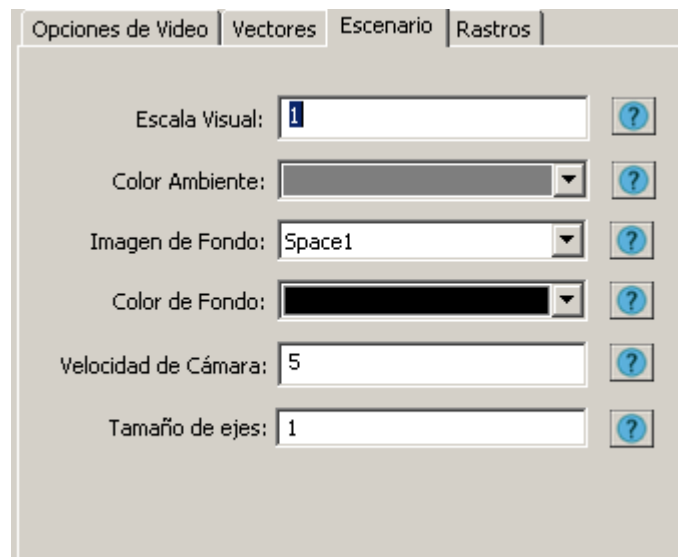 Opciones de Video Vectores Escenario Rastros
Escala Visual: 1 ?
Color Ambiente: ?
Imagen de Fondo: Space1 ?
Color de Fondo: ?
Velocidad de Cámara: 5 ?
Tamaño de ejes: 1 ?